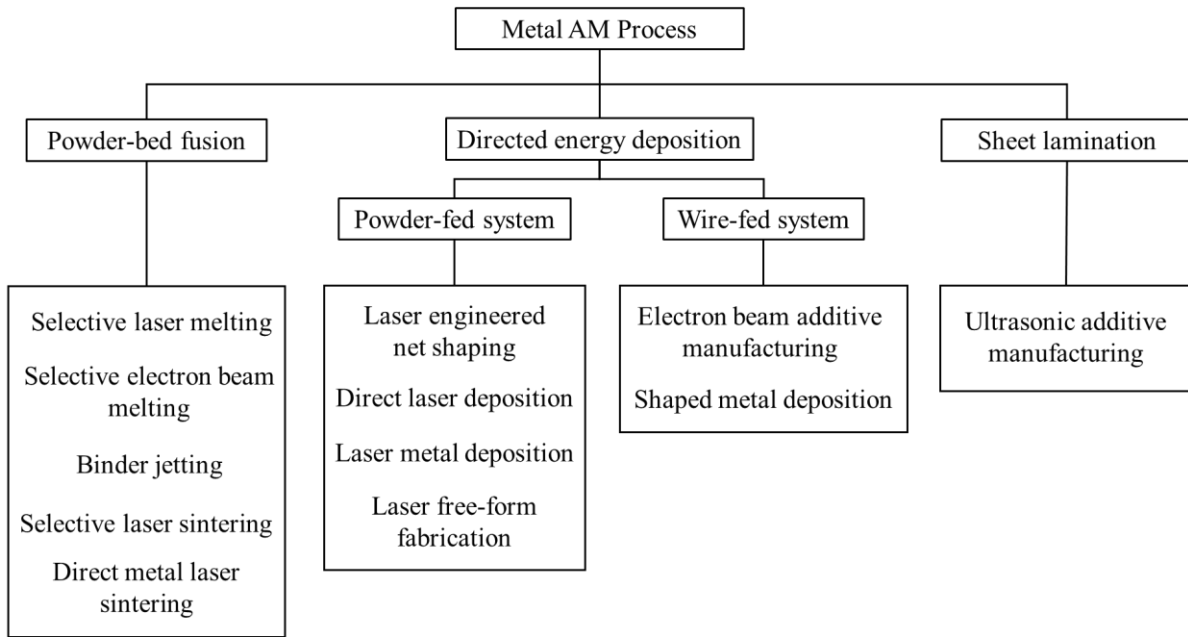 Metal AM Process
Powder-bed fusion
Directed energy deposition
Sheet lamination
Powder-fed system
Wire-fed system
Selective laser melting
Selective electron beam
melting
Binder jetting
Selective laser sintering
Direct metal laser
sintering
Laser engineered
net shaping
Direct laser deposition
Laser metal deposition
Laser free-form
fabrication
Electron beam additive
manufacturing
Shaped metal deposition
Ultrasonic additive
manufacturing